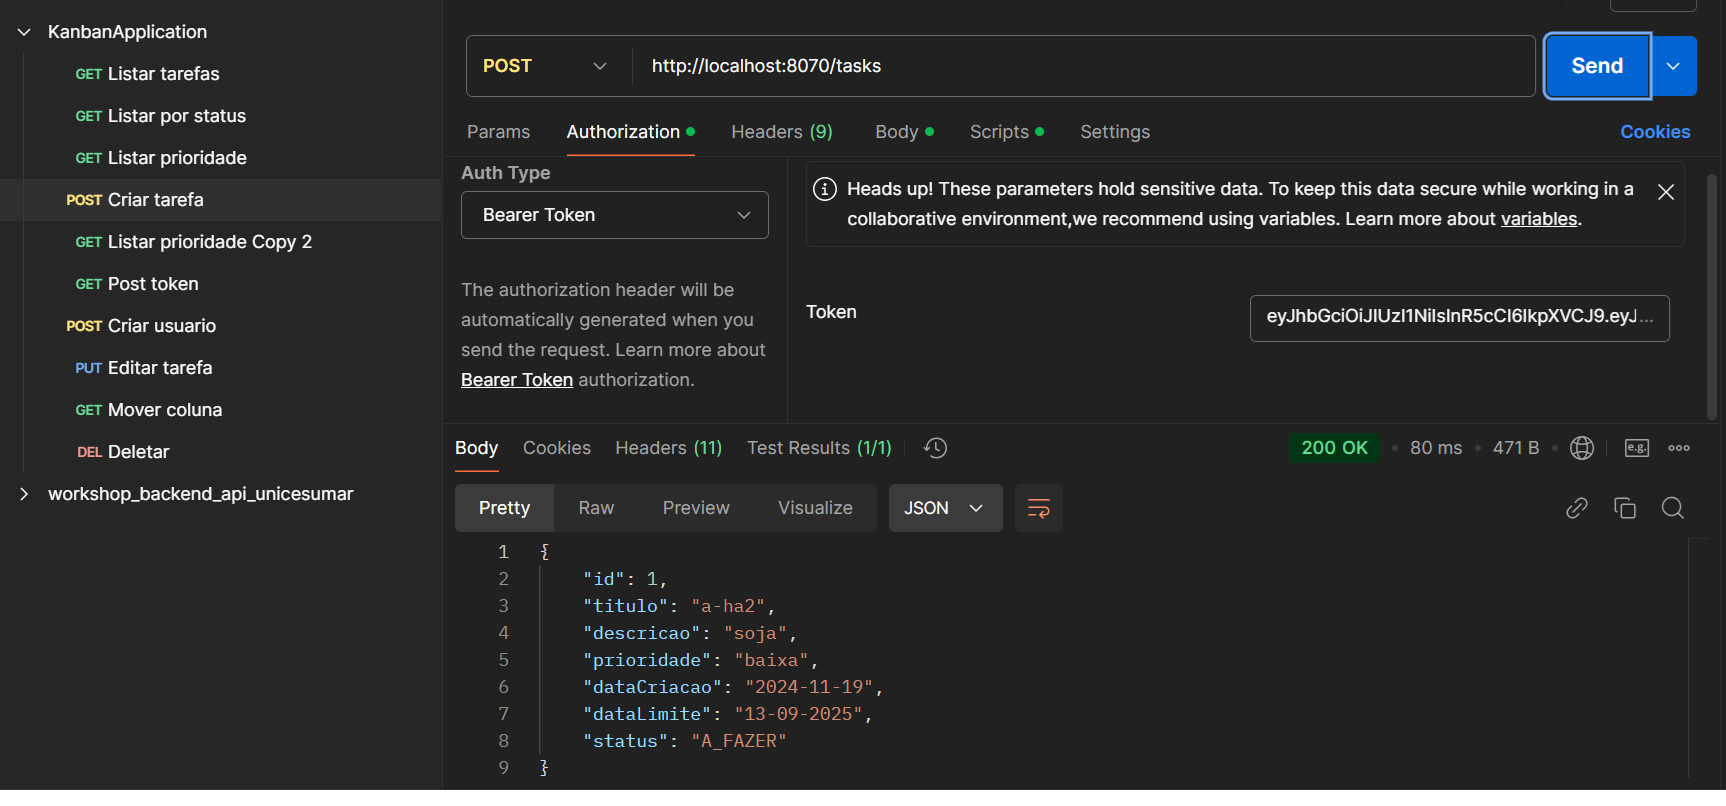 KanbanApplication
GET Listar tarefas
GET Listar por status
GET Listar prioridade
POST Criar tarefa
GET Listar prioridade Copy 2
GET Post token
POST Criar usuario
PUT Editar tarefa
GET Mover coluna
DEL Deletar
workshop_backend_api_unicesumar
POST
http://localhost:8070/tasks
Send
Params
Authorization
Headers (9)
Body
Scripts
Settings
Cookies
Auth Type
Bearer Token
The authorization header will be
automatically generated when you
send the request. Learn more about
Bearer Token authorization.
Heads up! These parameters hold sensitive data. To keep this data secure while working in a
collaborative environment,we recommend using variables. Learn more about variables.
Token
eyJhbGciOiJIUzI1NiIsInR5cCI6IkpXVCJ9.eyJ...
Body
Cookies
Headers (11)
Test Results (1/1)
200 OK
80 ms
471 B
e.g.
Pretty
Raw
Preview
Visualize
JSON
1 {
2 "id": 1,
3 "titulo": "a-ha2",
4 "descricao": "soja",
5 "prioridade": "baixa",
6 "dataCriacao": "2024-11-19",
7 "dataLimite": "13-09-2025",
8 "status": "A_FAZER"
9 }